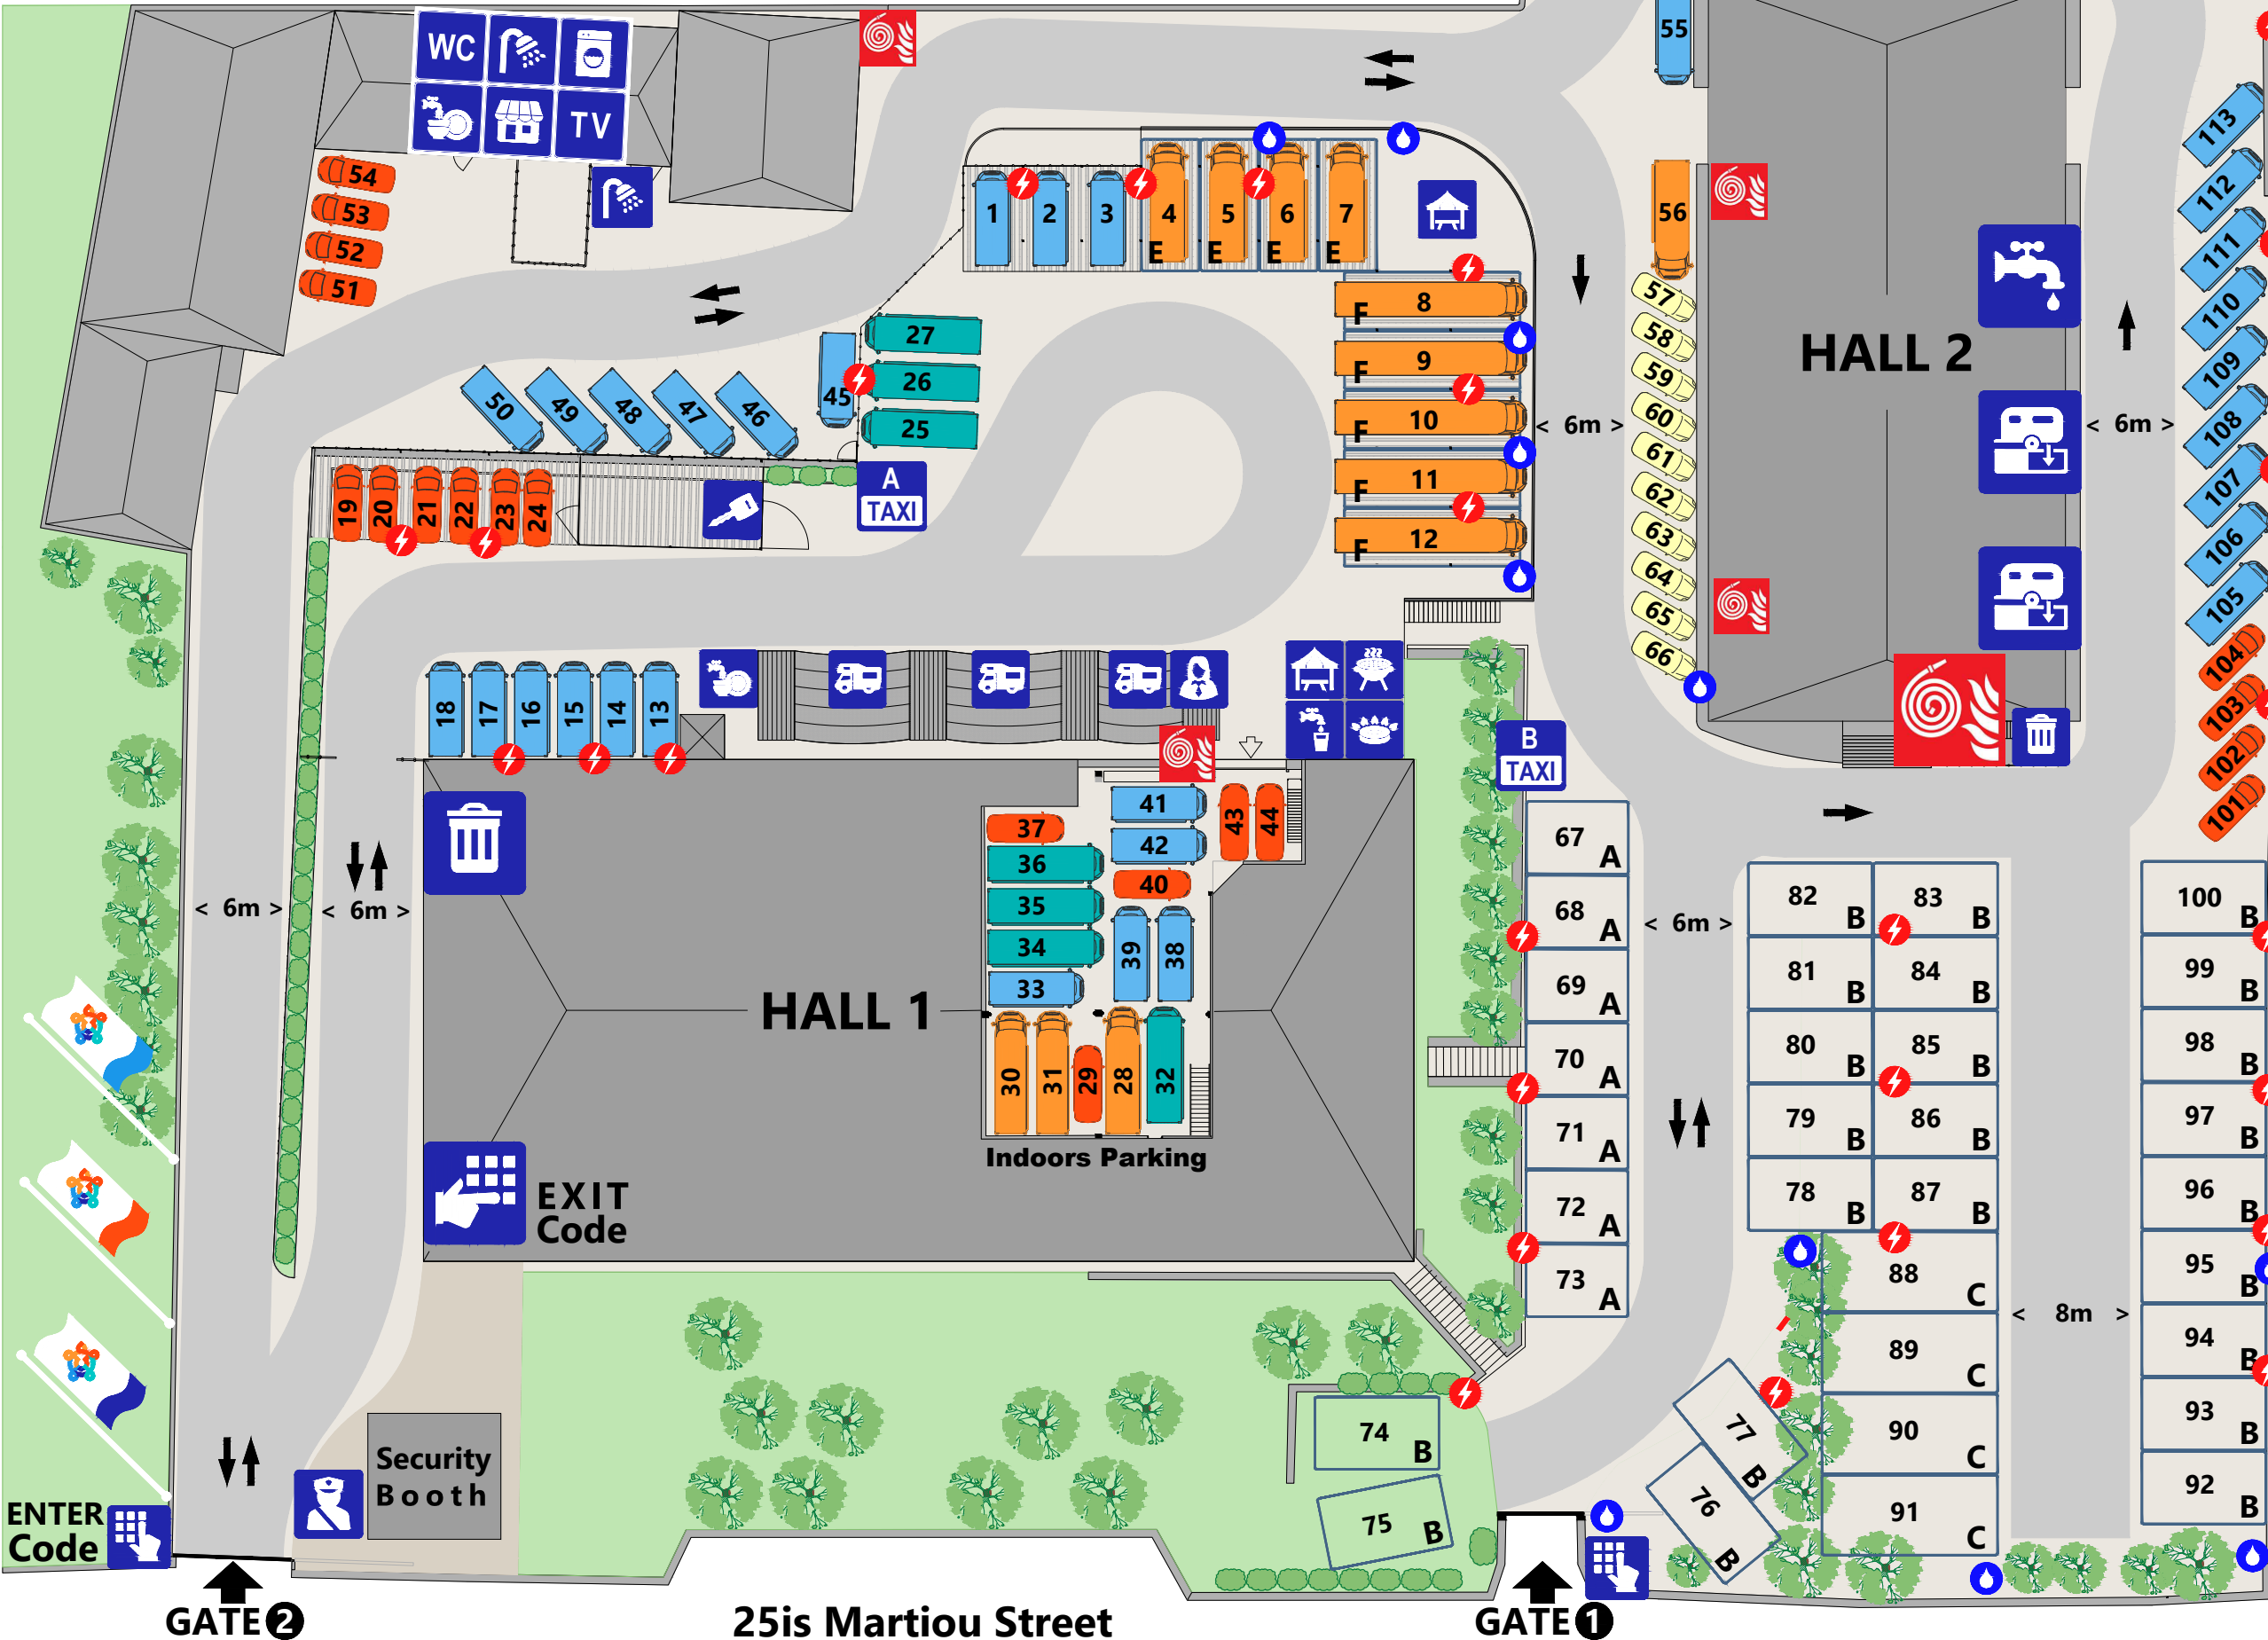 WC
TV
55
54
53
52
51
1
2
3
4
E
5
E
6
E
7
E
56
113
112
111
110
109
108
107
106
105
104
103
102
101
8
F
9
F
10
F
11
F
12
F
57
58
59
60
61
62
63
64
65
66
HALL 2
< 6m >
< 6m >
27
26
25
45
50
49
48
47
46
19
20
21
22
23
24
A
TAXI
18
17
16
15
14
13
B
TAXI
41
42
43
44
37
36
35
34
33
40
39
38
30
31
29
28
32
HALL 1
Indoors Parking
< 6m >
< 6m >
EXIT
Code
67
A
68
A
69
A
70
A
71
A
72
A
73
A
< 6m >
82
B
83
B
81
B
84
B
80
B
85
B
79
B
86
B
78
B
87
B
88
C
89
C
90
C
91
C
< 8m >
100
B
99
B
98
B
97
B
96
B
95
B
94
B
93
B
92
B
74
B
75
B
77
B
76
B
Security
Booth
ENTER
Code
GATE 2
25is Martiou Street
GATE 1